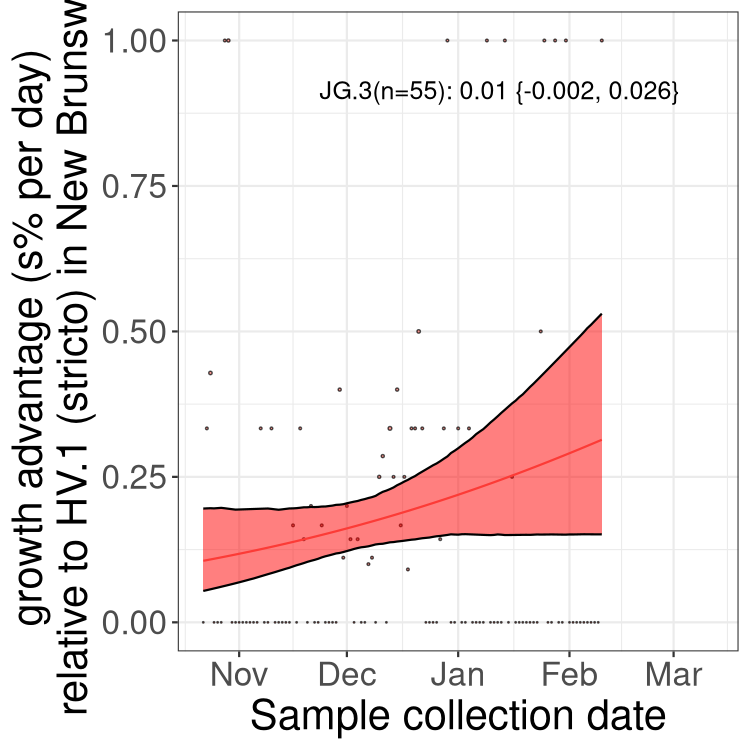 growth advantage (s% per day)
relative to HV.1 (stricto) in New Brunsw
1.00
0.75
0.50
0.25
0.00
JG.3(n=55): 0.01 {-0.002, 0.026}
Nov Dec Jan Feb Mar
Sample collection date